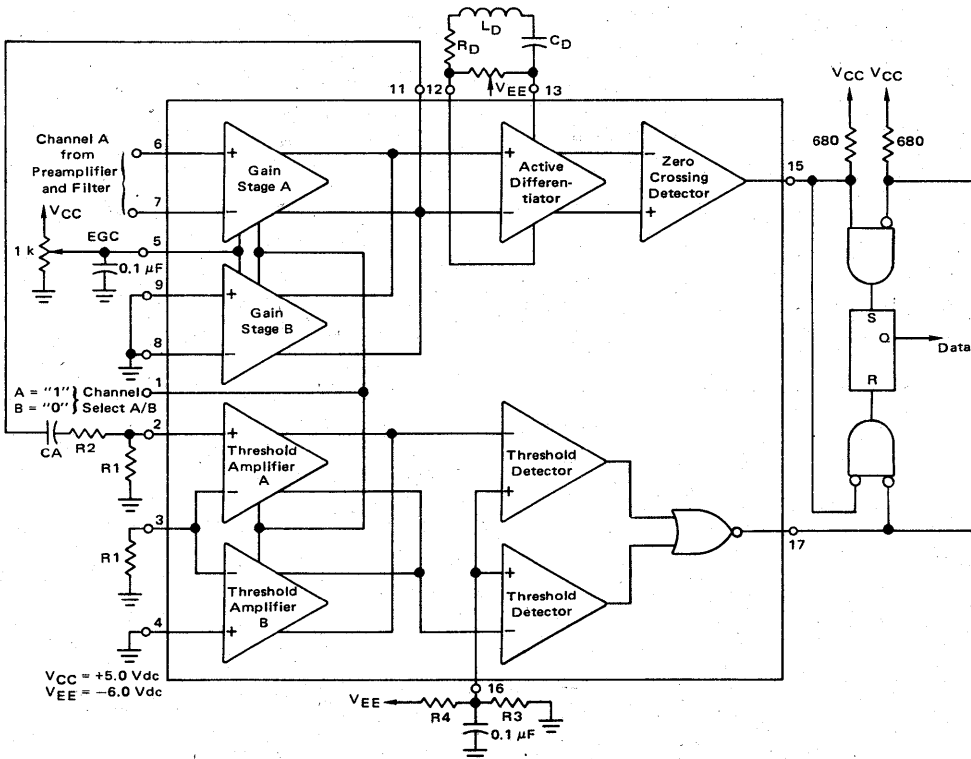 L_D
R_D
C_D
V_EE
11
12
13
V_CC
V_CC
680
680
Channel A
from
Preamplifier
and Filter
6
7
+
−
Gain
Stage A
+
−
Active
Differen-
tiator
−
+
Zero
Crossing
Detector
15
V_CC
1 k
EGC
5
0.1 μF
9
8
+
−
Gain
Stage B
S
Q
R
Data
A = "1"
B = "0"
Channel
Select A/B
1
CA
R2
2
R1
+
−
Threshold
Amplifier
A
−
+
Threshold
Detector
3
R1
−
+
Threshold
Amplifier
B
+
−
Threshold
Detector
17
4
V_CC = +5.0 Vdc
V_EE = −6.0 Vdc
16
V_EE
R4
R3
0.1 μF